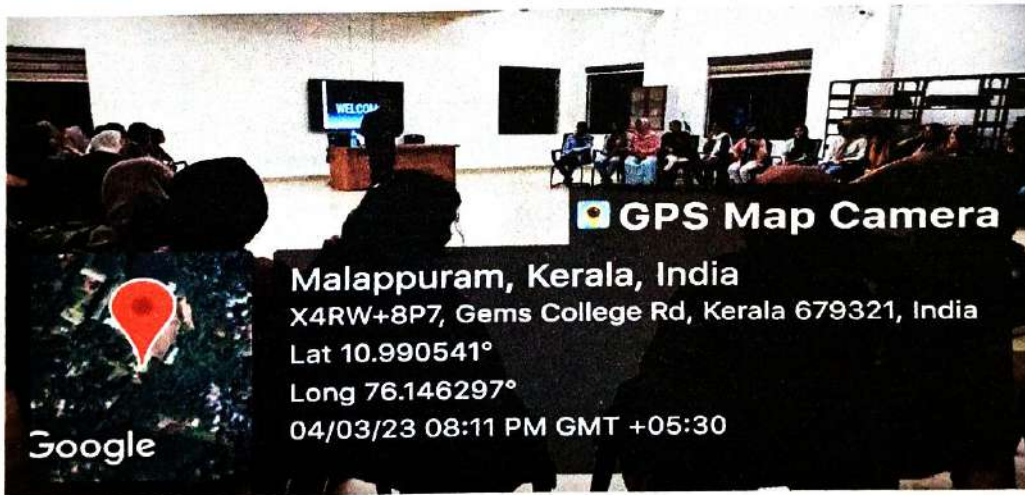 WELCOM
GPS Map Camera
Malappuram, Kerala, India
X4RW+8P7, Gems College Rd, Kerala 679321, India
Lat 10.990541°
Long 76.146297°
04/03/23 08:11 PM GMT +05:30
Google